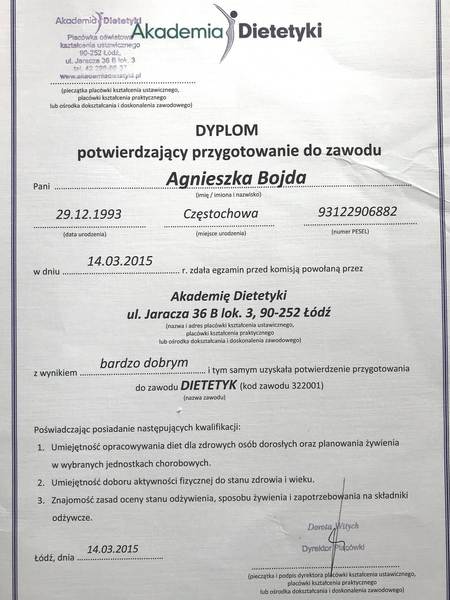 Akademia Dietetyki
Placówka oświatowa
kształcenia ustawicznego
90-252 Łódź,
ul. Jaracza 36 B lok. 3
www.akademiadietetyki.pl
Akademia Dietetyki
(pieczątka placówki kształcenia ustawicznego,
placówki kształcenia praktycznego
lub ośrodka dokształcania i doskonalenia zawodowego)
DYPLOM
potwierdzający przygotowanie do zawodu
Pani Agnieszka Bojda
(imię / imiona i nazwisko)
29.12.1993 Częstochowa 93122906882
(data urodzenia) (miejsce urodzenia) (numer PESEL)
w dniu 14.03.2015 r. zdała egzamin przed komisją powołaną przez
Akademię Dietetyki
ul. Jaracza 36 B lok. 3, 90-252 Łódź
(nazwa i adres placówki kształcenia ustawicznego,
placówki kształcenia praktycznego
lub ośrodka dokształcania i doskonalenia zawodowego)
z wynikiem bardzo dobrym i tym samym uzyskała potwierdzenie przygotowania
do zawodu DIETETYK (kod zawodu 322001)
(nazwa zawodu)
Poświadczając posiadanie następujących kwalifikacji:
1. Umiejętność opracowywania diet dla zdrowych osób dorosłych oraz planowania żywienia
w wybranych jednostkach chorobowych.
2. Umiejętność doboru aktywności fizycznej do stanu zdrowia i wieku.
3. Znajomość zasad oceny stanu odżywienia, sposobu żywienia i zapotrzebowania na składniki
odżywcze.
Dorota Witych
Dyrektor Placówki
Łódź, dnia 14.03.2015
(pieczątka i podpis dyrektora placówki kształcenia ustawicznego,
placówki kształcenia praktycznego
lub ośrodka dokształcania i doskonalenia zawodowego)